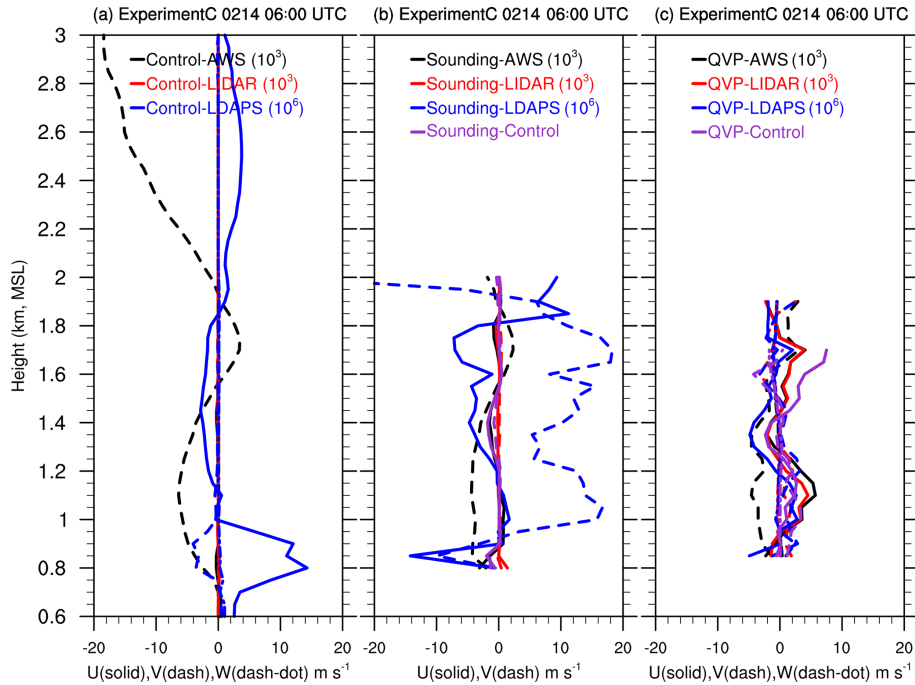 (a) ExperimentC 0214 06:00 UTC
(b) ExperimentC 0214 06:00 UTC
(c) ExperimentC 0214 06:00 UTC
Control-AWS (10³)
Control-LIDAR (10³)
Control-LDAPS (10⁶)
Sounding-AWS (10³)
Sounding-LIDAR (10³)
Sounding-LDAPS (10⁶)
Sounding-Control
QVP-AWS (10³)
QVP-LIDAR (10³)
QVP-LDAPS (10⁶)
QVP-Control
Height (km, MSL)
3
2.8
2.6
2.4
2.2
2
1.8
1.6
1.4
1.2
1
0.8
0.6
-20 -10 0 10 20
-20 -10 0 10 20
-20 -10 0 10 20
U(solid),V(dash),W(dash-dot) m s⁻¹
U(solid),V(dash) m s⁻¹
U(solid),V(dash),W(dash-dot) m s⁻¹